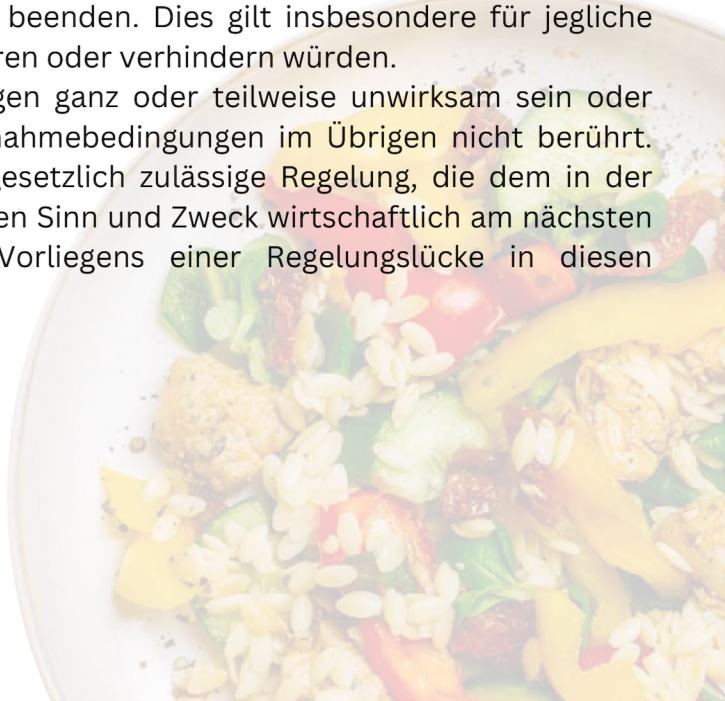 beenden. Dies gilt insbesondere für jegliche
ren oder verhindern würden.
gen ganz oder teilweise unwirksam sein oder
nahmebedingungen im Übrigen nicht berührt.
gesetzlich zulässige Regelung, die dem in der
en Sinn und Zweck wirtschaftlich am nächsten
Vorliegens einer Regelungslücke in diesen